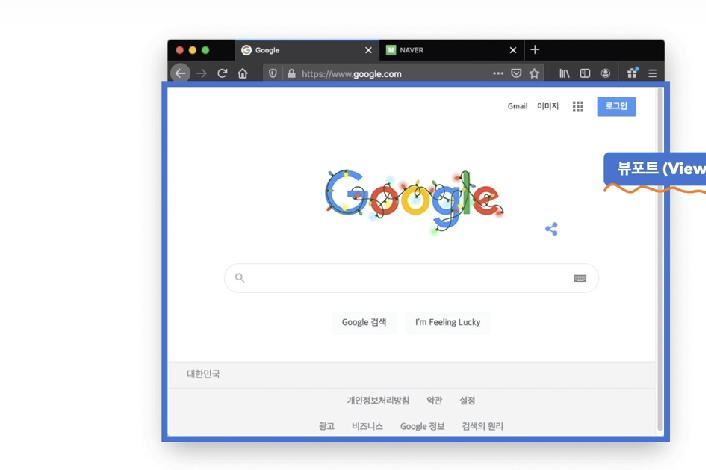 Google
NAVER
https://www.google.com
Gmail 이미지 로그인
뷰포트 (View
Google
Google 검색 I'm Feeling Lucky
대한민국
개인정보처리방침 약관 설정
광고 비즈니스 Google 정보 검색의 원리